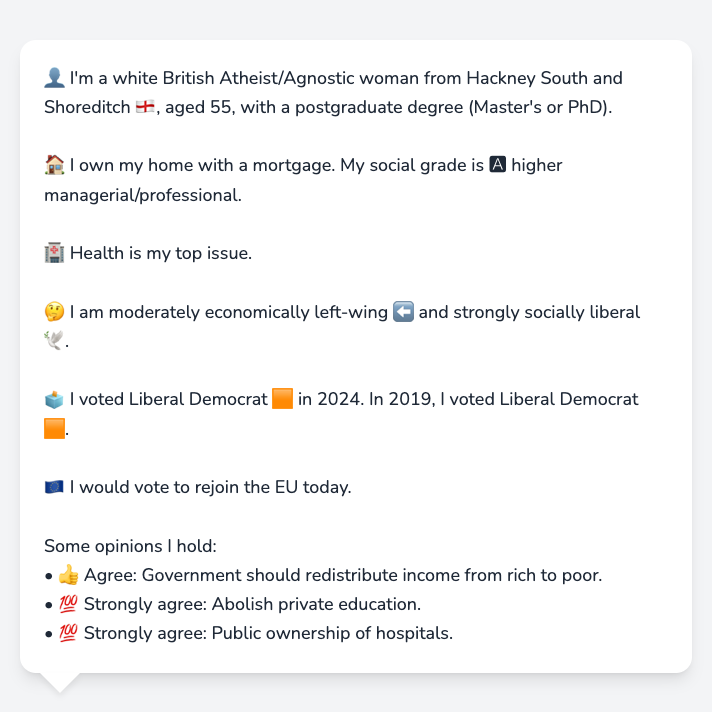 👤 I'm a white British Atheist/Agnostic woman from Hackney South and
Shoreditch 🏴󠁧󠁢󠁥󠁮󠁧󠁿, aged 55, with a postgraduate degree (Master's or PhD).
🏠 I own my home with a mortgage. My social grade is 🅰 higher
managerial/professional.
🏥 Health is my top issue.
🤔 I am moderately economically left-wing ⬅️ and strongly socially liberal
🕊️.
🗳️ I voted Liberal Democrat 🟧 in 2024. In 2019, I voted Liberal Democrat
🟧.
🇪🇺 I would vote to rejoin the EU today.
Some opinions I hold:
• 👍 Agree: Government should redistribute income from rich to poor.
• 💯 Strongly agree: Abolish private education.
• 💯 Strongly agree: Public ownership of hospitals.